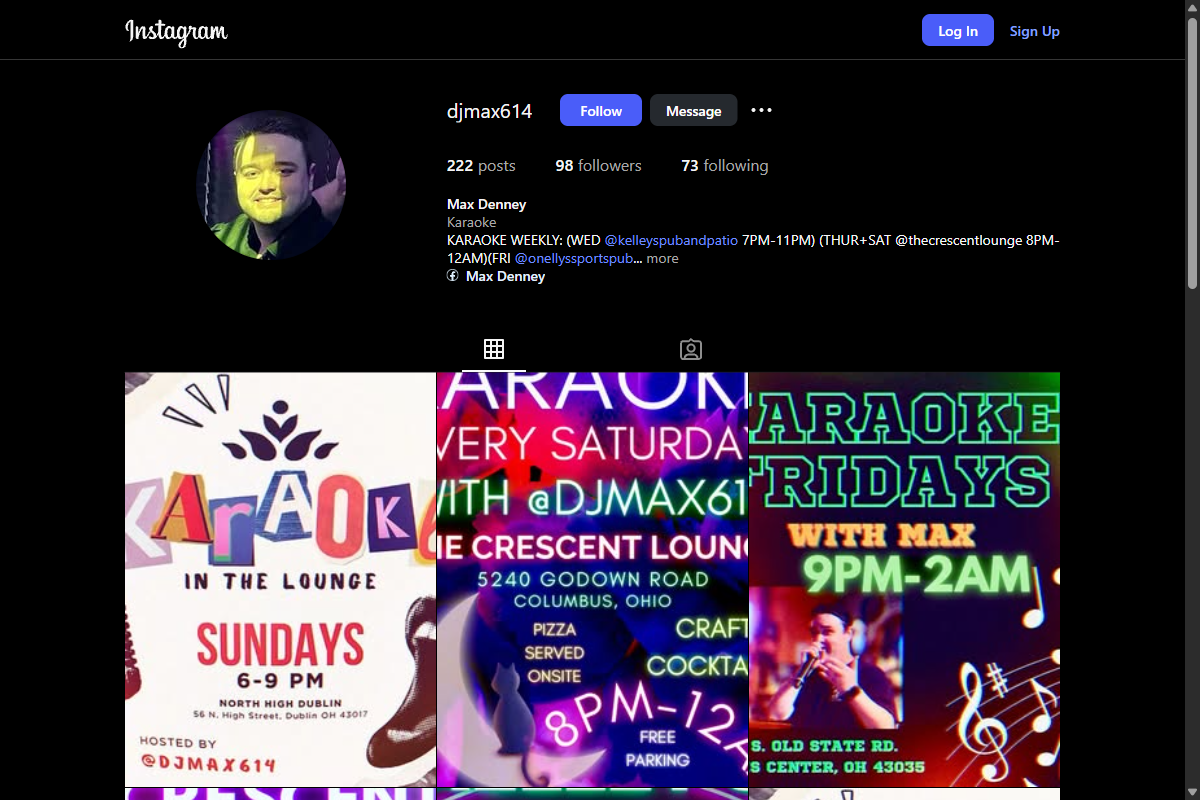 Instagram
Log In
Sign Up
djmax614
Follow
Message
222 posts
98 followers
73 following
Max Denney
Karaoke
KARAOKE WEEKLY: (WED @kelleyspubandpatio 7PM-11PM) (THUR+SAT @thecrescentlounge 8PM-
12AM)(FRI @onellyssportspub... more
Max Denney
KArAOKe
IN THE LOUNGE
SUNDAYS
6-9 PM
NORTH HIGH DUBLIN
56 N. High Street, Dublin OH 43017
HOSTED BY
@DJMAX614
ARAOK
VERY SATURDA
ITH @DJMAX61
HE CRESCENT LOUN
5240 GODOWN ROAD
COLUMBUS, OHIO
PIZZA
SERVED
ONSITE
CRAFT
COCKTA
8PM-12A
FREE
PARKING
ARAOKE
FRIDAYS
WITH MAX
9PM-2AM
S. OLD STATE RD.
S CENTER, OH 43035